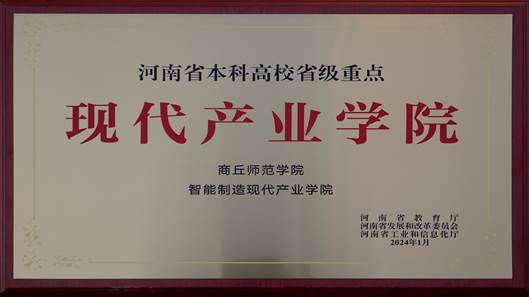 河南省本科高校省级重点
现代产业学院
商丘师范学院
智能制造现代产业学院
河南省教育厅
河南省发展和改革委员会
河南省工业和信息化厅
2024年1月